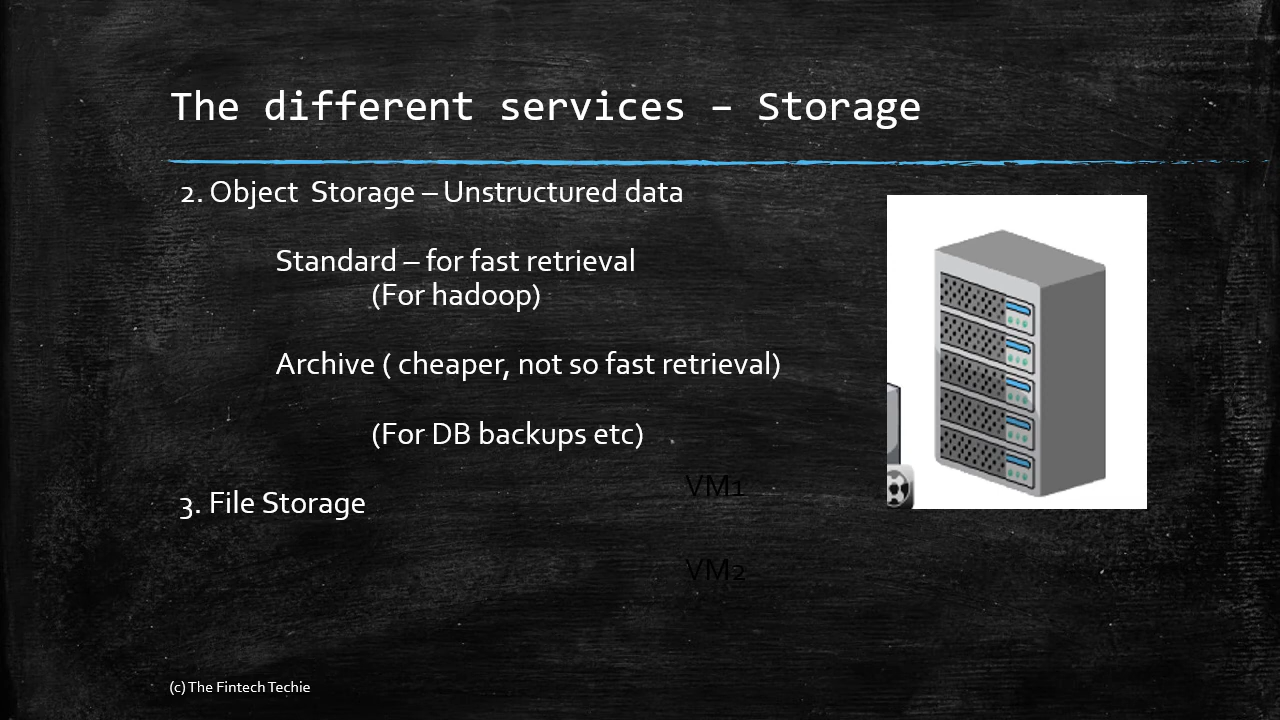 The different services – Storage
2. Object  Storage – Unstructured data
Standard – for fast retrieval
(For hadoop)
Archive ( cheaper, not so fast retrieval)
(For DB backups etc)
VM1
3. File Storage
VM2
(c) The Fintech Techie